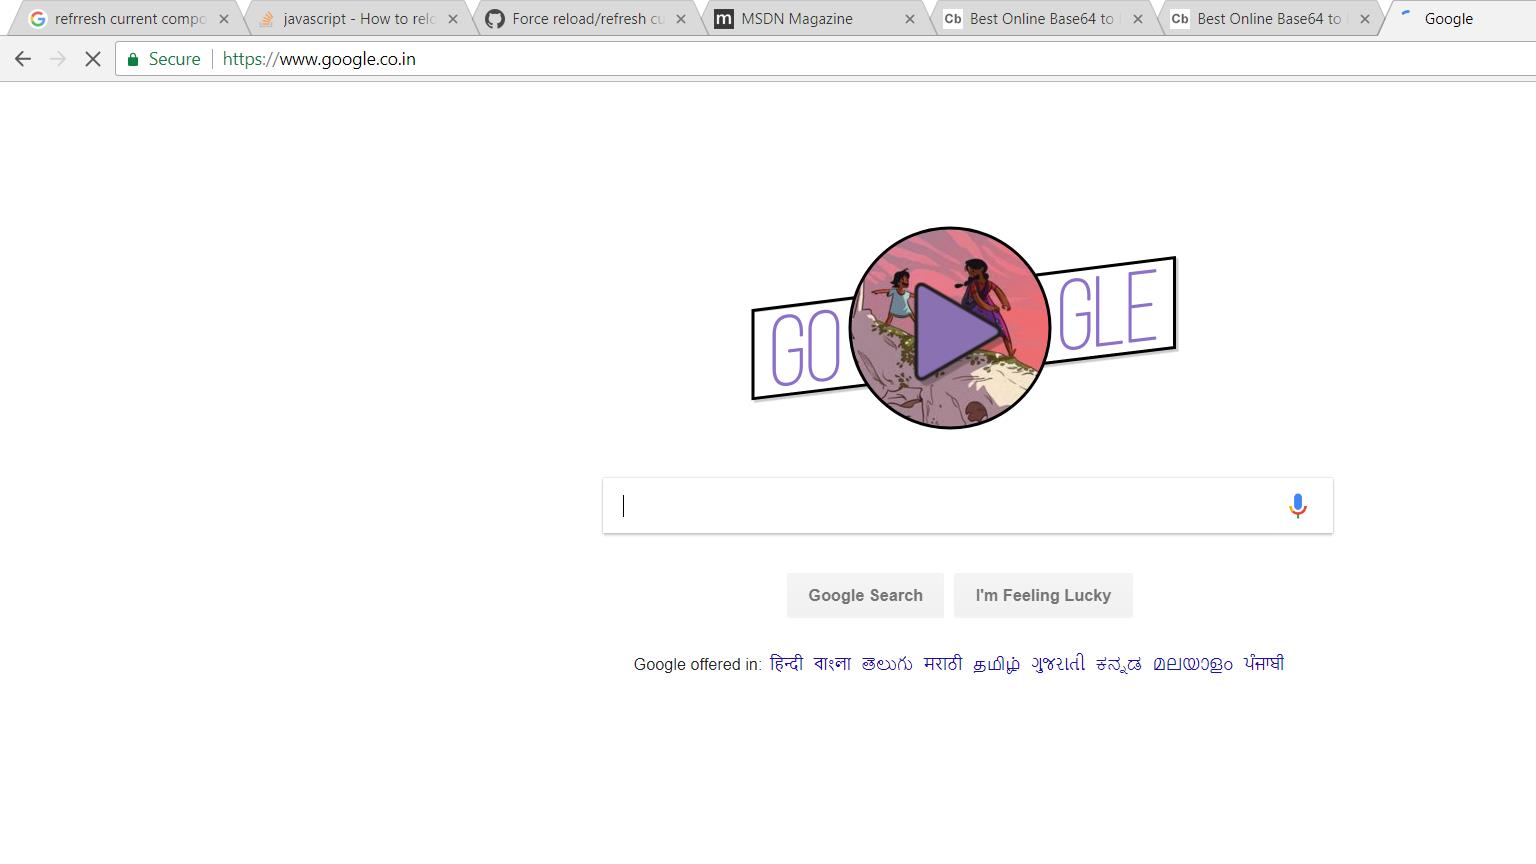 refrresh current compo
javascript - How to relo
Force reload/refresh cu
m MSDN Magazine
Cb Best Online Base64 to
Cb Best Online Base64 to
Google
Secure https://www.google.co.in
GO GLE
Google Search I'm Feeling Lucky
Google offered in: हिन्दी বাংলা తెలుగు मराठी தமிழ் ગુજરાતી ಕನ್ನಡ മലയാളം ਪੰਜਾਬੀ